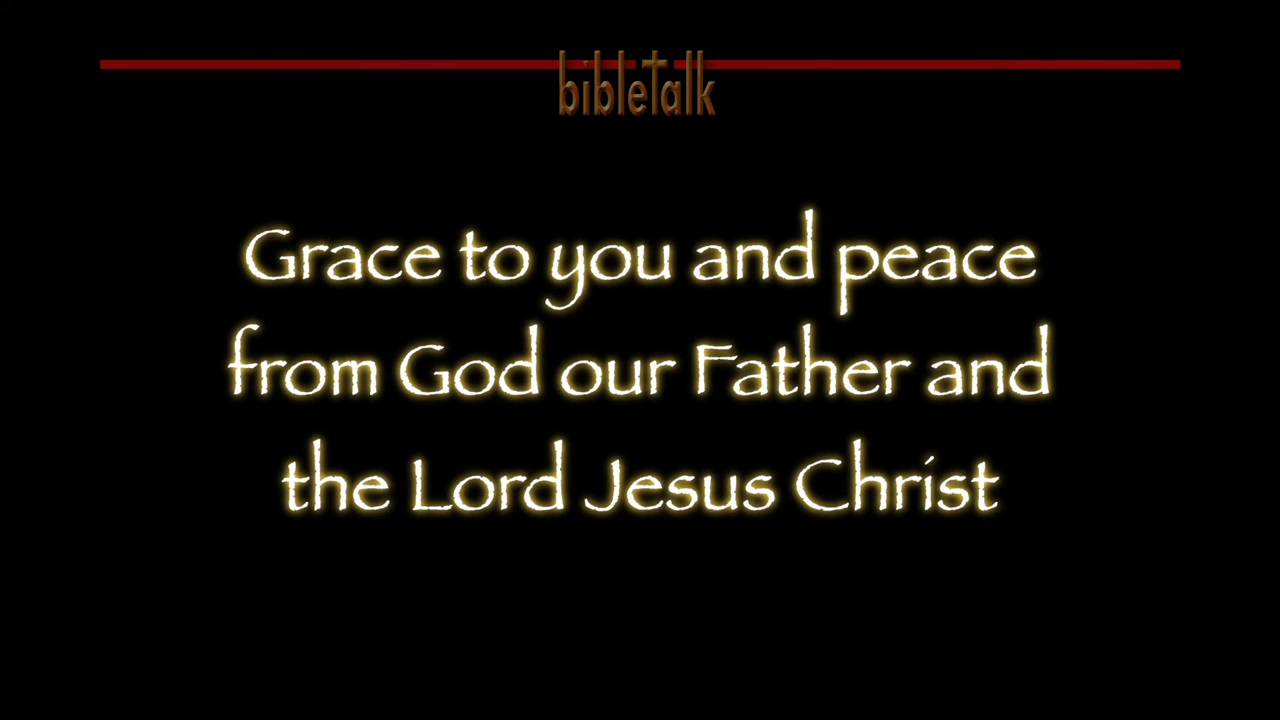 bibleTalk
Grace to you and peace
from God our Father and
the Lord Jesus Christ